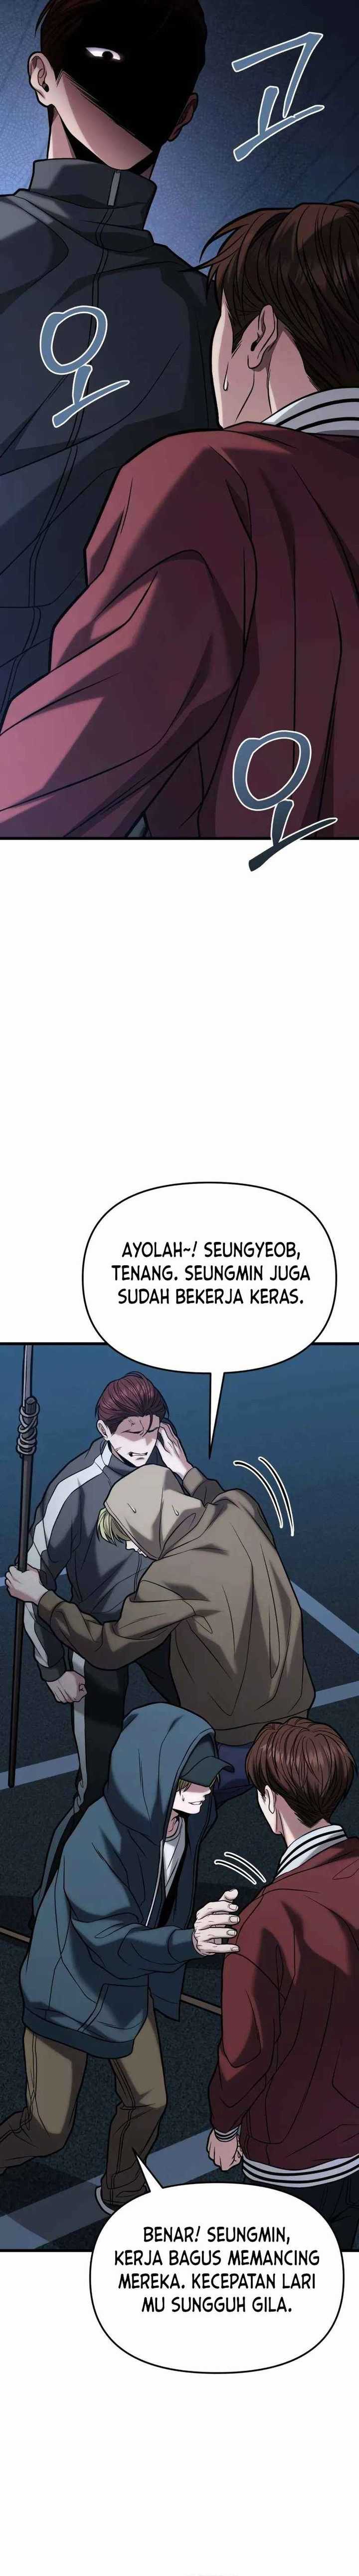 고
오
오
AYOLAH~! SEUNGYEOB,
TENANG. SEUNGMIN JUGA
SUDAH BEKERJA KERAS.
BENAR! SEUNGMIN,
KERJA BAGUS MEMANCING
MEREKA. KECEPATAN LARI
MU SUNGGUH GILA.